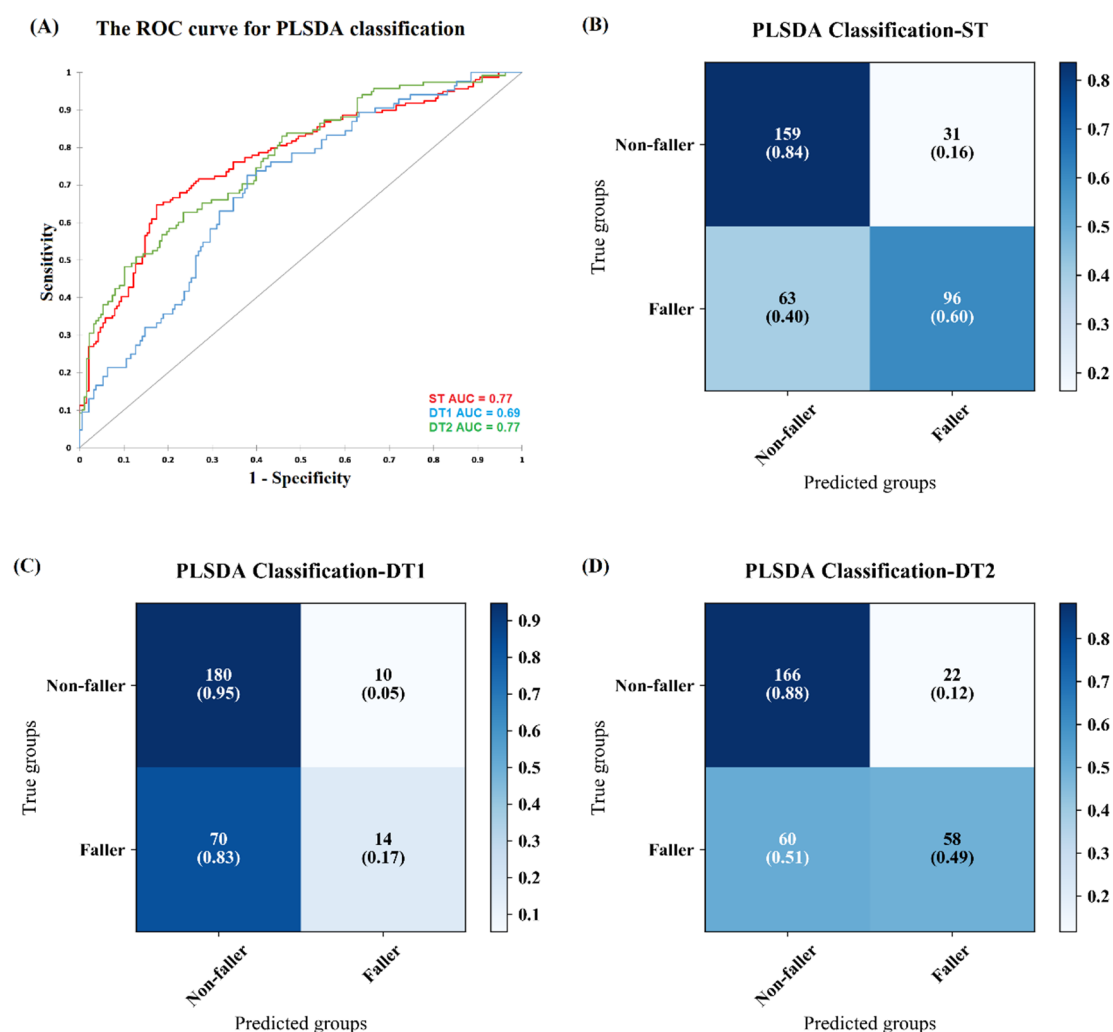 (A)
The ROC curve for PLSDA classification
1
0.9
0.8
0.7
0.6
0.5
0.4
0.3
0.2
0.1
0
Sensitivity
ST AUC = 0.77
DT1 AUC = 0.69
DT2 AUC = 0.77
0 0.1 0.2 0.3 0.4 0.5 0.6 0.7 0.8 0.9 1
1 - Specificity
(B)
PLSDA Classification-ST
True groups
Non-faller
Faller
159
(0.84)
31
(0.16)
63
(0.40)
96
(0.60)
Non-faller
Faller
Predicted groups
0.8
0.7
0.6
0.5
0.4
0.3
0.2
(C)
PLSDA Classification-DT1
True groups
Non-faller
Faller
180
(0.95)
10
(0.05)
70
(0.83)
14
(0.17)
Non-faller
Faller
Predicted groups
0.9
0.8
0.7
0.6
0.5
0.4
0.3
0.2
0.1
(D)
PLSDA Classification-DT2
True groups
Non-faller
Faller
166
(0.88)
22
(0.12)
60
(0.51)
58
(0.49)
Non-faller
Faller
Predicted groups
0.8
0.7
0.6
0.5
0.4
0.3
0.2